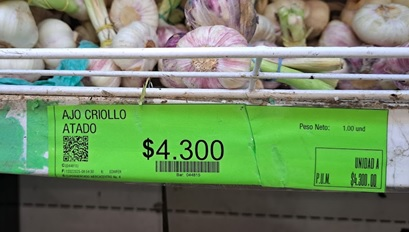 AJO CRIOLLO
ATADO
$4.300
Peso Neto: 1.00 und
UNIDAD A
P.U.M. $4.300.00